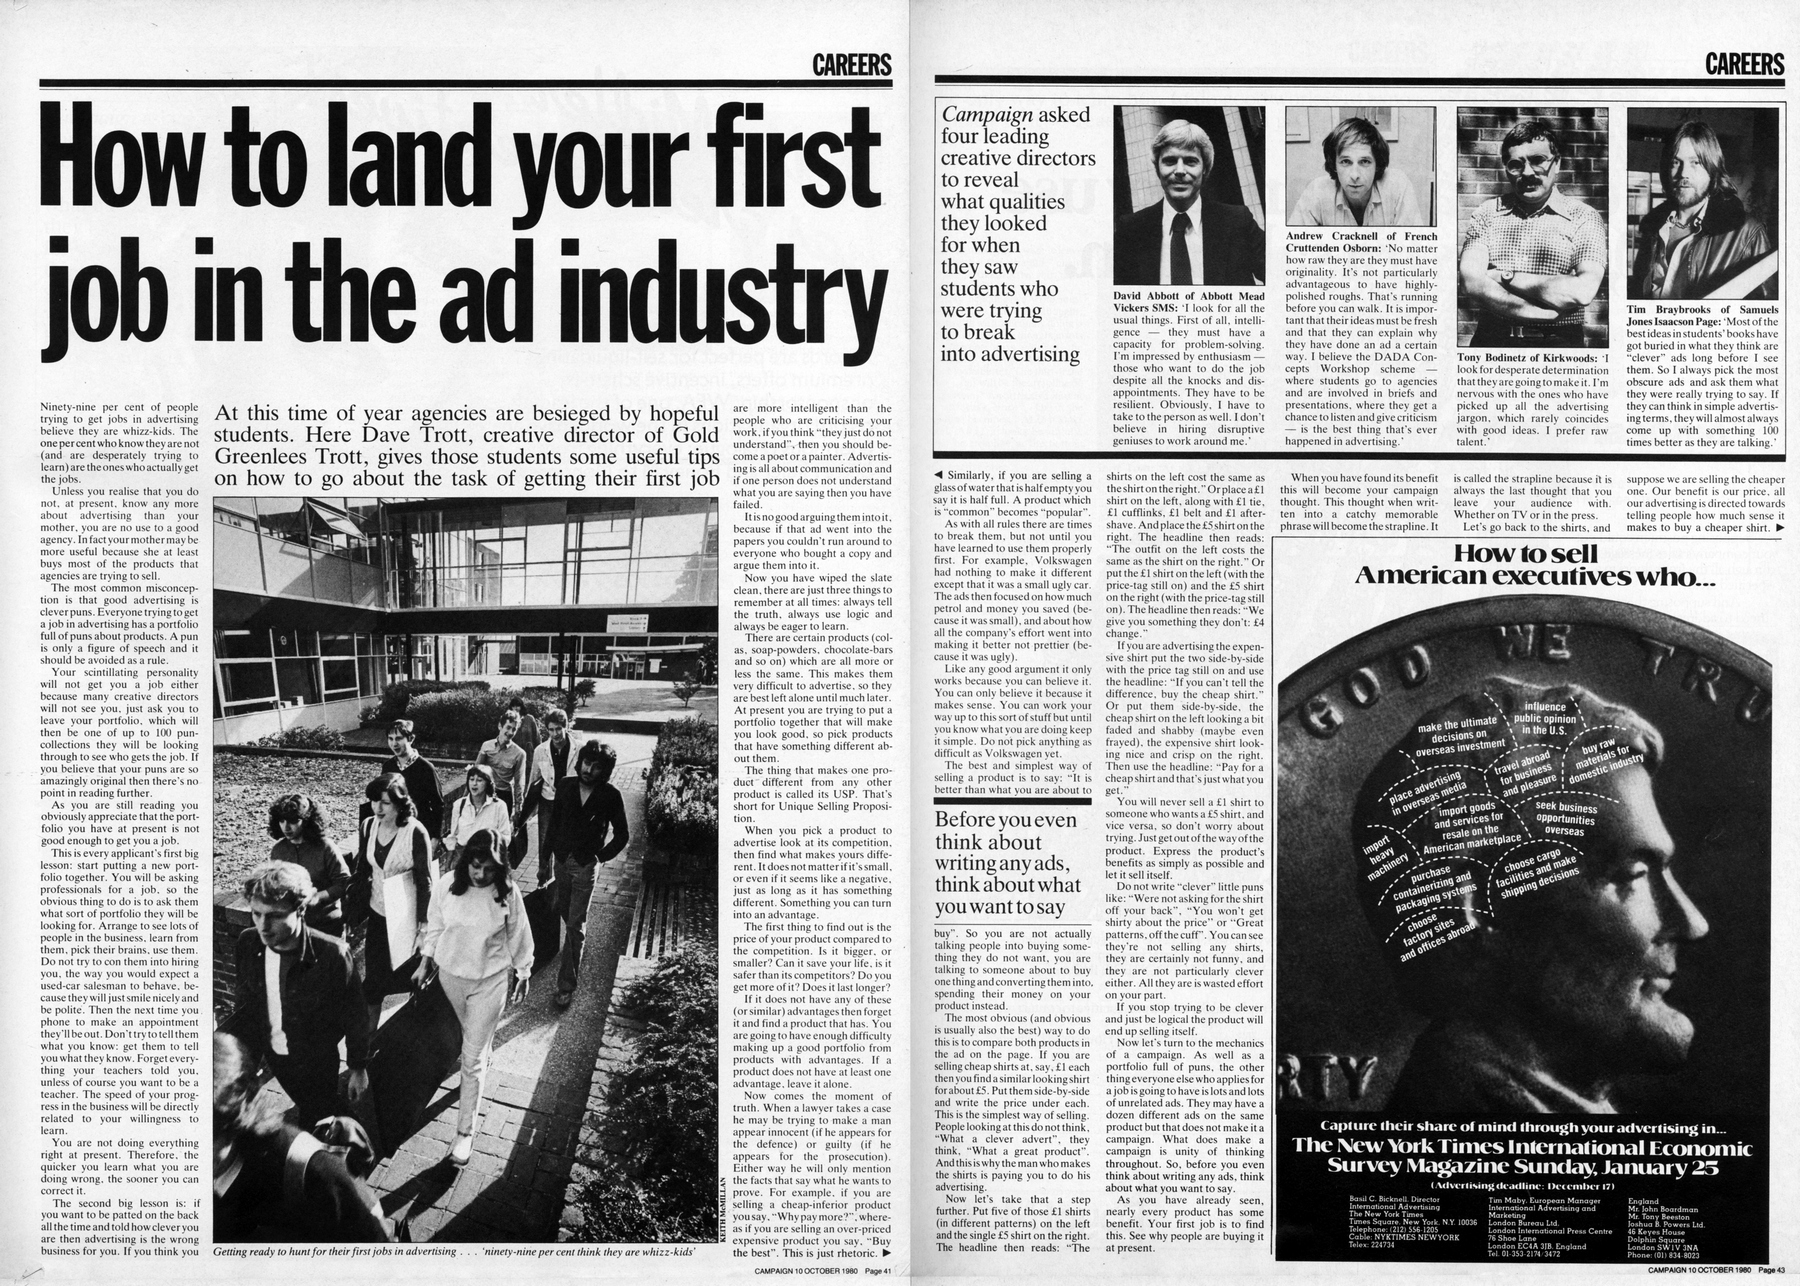 CAREERS
How to land your first
job in the ad industry
Ninety-nine per cent of people
trying to get jobs in advertising
believe they are whizz-kids. The
one per cent who know they are not
(and are desperately trying to
learn) are the ones who actually get
the jobs.
Unless you realise that you do
not, at present, know any more
about advertising than your
mother, you are no use to a good
agency. In fact your mother may be
more useful because she at least
buys most of the products that
agencies are trying to sell.
The most common misconcep-
tion is that good advertising is
clever puns. Everyone trying to get
a job in advertising has a portfolio
full of puns about products. A pun
is only a figure of speech and it
should be avoided as a rule.
Your scintillating personality
will not get you a job either
because many creative directors
will not see you, just ask you to
leave your portfolio, which will
then be one of up to 100 pun-
collections they will be looking
through to see who gets the job. If
you believe that your puns are so
amazingly original then there's no
point in reading further.
As you are still reading you
obviously appreciate that the port-
folio you have at present is not
good enough to get you a job.
This is every applicant's first big
lesson: start putting a new port-
folio together. You will be asking
professionals for a job, so the
obvious thing to do is to ask them
what sort of portfolio they will be
looking for. Arrange to see lots of
people in the business, learn from
them, pick their brains, use them.
Do not try to con them into hiring
you, the way you would expect a
used-car salesman to behave, be-
cause they will just smile nicely and
be polite. Then the next time you
phone to make an appointment
they'll be out. Don't try to tell them
what you know: get them to tell
you what they know. Forget every-
thing your teachers told you,
unless of course you want to be a
teacher. The speed of your prog-
ress in the business will be directly
related to your willingness to
learn.
You are not doing everything
right at present. Therefore, the
quicker you learn what you are
doing wrong, the sooner you can
correct it.
The second big lesson is: if
you want to be patted on the back
all the time and told how clever you
are then advertising is the wrong
business for you. If you think you
At this time of year agencies are besieged by hopeful
students. Here Dave Trott, creative director of Gold
Greenlees Trott, gives those students some useful tips
on how to go about the task of getting their first job
KEITH McMILLAN
Getting ready to hunt for their first jobs in advertising . . . 'ninety-nine per cent think they are whizz-kids'
are more intelligent than the
people who are criticising your
work, if you think "they just do not
understand", then you should be-
come a poet or a painter. Advertis-
ing is all about communication and
if one person does not understand
what you are saying then you have
failed.
It is no good arguing them into it,
because if that ad went into the
papers you couldn't run around to
everyone who bought a copy and
argue them into it.
Now you have wiped the slate
clean, there are just three things to
remember at all times: always tell
the truth, always use logic and
always be eager to learn.
There are certain products (col-
as, soap-powders, chocolate-bars
and so on) which are all more or
less the same. This makes them
very difficult to advertise, so they
are best left alone until much later.
At present you are trying to put a
portfolio together that will make
you look good, so pick products
that have something different ab-
out them.
The thing that makes one pro-
duct different from any other
product is called its USP. That's
short for Unique Selling Proposi-
tion.
When you pick a product to
advertise look at its competition,
then find what makes yours diffe-
rent. It does not matter if it's small,
or even if it seems like a negative,
just as long as it has something
different. Something you can turn
into an advantage.
The first thing to find out is the
price of your product compared to
the competition. Is it bigger, or
smaller? Can it save your life, is it
safer than its competitors? Do you
get more of it? Does it last longer?
If it does not have any of these
(or similar) advantages then forget
it and find a product that has. You
are going to have enough difficulty
making up a good portfolio from
products with advantages. If a
product does not have at least one
advantage, leave it alone.
Now comes the moment of
truth. When a lawyer takes a case
he may be trying to make a man
appear innocent (if he appears for
the defence) or guilty (if he
appears for the prosecution).
Either way he will only mention
the facts that say what he wants to
prove. For example, if you are
selling a cheap-inferior product
you say, "Why pay more?", where-
as if you are selling an over-priced
expensive product you say, "Buy
the best". This is just rhetoric. ▶
CAMPAIGN 10 OCTOBER 1980 Page 41
CAREERS
Campaign asked
four leading
creative directors
to reveal
what qualities
they looked
for when
they saw
students who
were trying
to break
into advertising
David Abbott of Abbott Mead
Vickers SMS: 'I look for all the
usual things. First of all, intelli-
gence — they must have a
capacity for problem-solving.
I'm impressed by enthusiasm —
those who want to do the job
despite all the knocks and dis-
appointments. They have to be
resilient. Obviously, I have to
take to the person as well. I don't
believe in hiring disruptive
geniuses to work around me.'
Andrew Cracknell of French
Cruttenden Osborn: 'No matter
how raw they are they must have
originality. It's not particularly
advantageous to have highly-
polished roughs. That's running
before you can walk. It is impor-
tant that their ideas must be fresh
and that they can explain why
they have done an ad a certain
way. I believe the DADA Con-
cepts Workshop scheme —
where students go to agencies
and are involved in briefs and
presentations, where they get a
chance to listen and give criticism
— is the best thing that's ever
happened in advertising.'
Tony Bodinetz of Kirkwoods: 'I
look for desperate determination
that they are going to make it. I'm
nervous with the ones who have
picked up all the advertising
jargon, which rarely coincides
with good ideas. I prefer raw
talent.'
Tim Braybrooks of Samuels
Jones Isaacson Page: 'Most of the
best ideas in students' books have
got buried in what they think are
"clever" ads long before I see
them. So I always pick the most
obscure ads and ask them what
they were really trying to say. If
they can think in simple advertis-
ing terms, they will almost always
come up with something 100
times better as they are talking.'
◀ Similarly, if you are selling a
glass of water that is half empty you
say it is half full. A product which
is "common" becomes "popular".
As with all rules there are times
to break them, but not until you
have learned to use them properly
first. For example, Volkswagen
had nothing to make it different
except that it was a small ugly car.
The ads then focused on how much
petrol and money you saved (be-
cause it was small), and about how
all the company's effort went into
making it better not prettier (be-
cause it was ugly).
Like any good argument it only
works because you can believe it.
You can only believe it because it
makes sense. You can work your
way up to this sort of stuff but until
you know what you are doing keep
it simple. Do not pick anything as
difficult as Volkswagen yet.
The best and simplest way of
selling a product is to say: "It is
better than what you are about to
Before you even
think about
writing any ads,
think about what
you want to say
buy". So you are not actually
talking people into buying some-
thing they do not want, you are
talking to someone about to buy
one thing and converting them into,
spending their money on your
product instead.
The most obvious (and obvious
is usually also the best) way to do
this is to compare both products in
the ad on the page. If you are
selling cheap shirts at, say, £1 each
then you find a similar looking shirt
for about £5. Put them side-by-side
and write the price under each.
This is the simplest way of selling.
People looking at this do not think,
"What a clever advert", they
think, "What a great product".
And this is why the man who makes
the shirts is paying you to do his
advertising.
Now let's take that a step
further. Put five of those £1 shirts
(in different patterns) on the left
and the single £5 shirt on the right.
The headline then reads: "The
shirts on the left cost the same as
the shirt on the right." Or place a £1
shirt on the left, along with £1 tie,
£1 cufflinks, £1 belt and £1 after-
shave. And place the £5 shirt on the
right. The headline then reads:
"The outfit on the left costs the
same as the shirt on the right." Or
put the £1 shirt on the left (with the
price-tag still on) and the £5 shirt
on the right (with the price-tag still
on). The headline then reads: "We
give you something they don't: £4
change."
If you are advertising the expen-
sive shirt put the two side-by-side
with the price tag still on and use
the headline: "If you can't tell the
difference, buy the cheap shirt."
Or put them side-by-side, the
cheap shirt on the left looking a bit
faded and shabby (maybe even
frayed), the expensive shirt look-
ing nice and crisp on the right.
Then use the headline: "Pay for a
cheap shirt and that's just what you
get."
You will never sell a £1 shirt to
someone who wants a £5 shirt, and
vice versa, so don't worry about
trying. Just get out of the way of the
product. Express the product's
benefits as simply as possible and
let it sell itself.
Do not write "clever" little puns
like: "Were not asking for the shirt
off your back", "You won't get
shirty about the price" or "Great
patterns, off the cuff". You can see
they're not selling any shirts,
they are certainly not funny, and
they are not particularly clever
either. All they are is wasted effort
on your part.
If you stop trying to be clever
and just be logical the product will
end up selling itself.
Now let's turn to the mechanics
of a campaign. As well as a
portfolio full of puns, the other
thing everyone else who applies for
a job is going to have is lots and lots
of unrelated ads. They may have a
dozen different ads on the same
product but that does not make it a
campaign. What does make a
campaign is unity of thinking
throughout. So, before you even
think about writing any ads, think
about what you want to say.
As you have already seen,
nearly every product has some
benefit. Your first job is to find
this. See why people are buying it
at present.
When you have found its benefit
this will become your campaign
thought. This thought when writ-
ten into a catchy memorable
phrase will become the strapline. It
is called the strapline because it is
always the last thought that you
leave your audience with.
Whether on TV or in the press.
Let's go back to the shirts, and
suppose we are selling the cheaper
one. Our benefit is our price, all
our advertising is directed towards
telling people how much sense it
makes to buy a cheaper shirt. ▶
How to sell
American executives who...
GOD WE TRU
RTY
make the ultimate
decisions on
overseas investment
influence
public opinion
in the U.S.
buy raw
materials for
domestic industry
travel abroad
for business
and pleasure
place advertising
in overseas media
import goods
and services for
resale on the
American marketplace
seek business
opportunities
overseas
import
heavy
machinery
purchase
containerizing and
packaging systems
choose cargo
facilities and make
shipping decisions
choose
factory sites
and offices abroad
Capture their share of mind through your advertising in...
The New York Times International Economic
Survey Magazine Sunday, January 25
(Advertising deadline: December 17)
Basil C. Bicknell, Director
International Advertising
The New York Times
Times Square, New York, N.Y. 10036
Telephone: (212) 556-1205
Cable: NYKTIMES NEWYORK
Telex: 224734
Tim Maby, European Manager
International Advertising and
Marketing
London Bureau Ltd.
London International Press Centre
76 Shoe Lane
London EC4A 3JB, England
Tel. 01-353-2174/3472
England
Mr. John Boardman
Mr. Tony Beeston
Joshua B. Powers Ltd.
46 Keyes House
Dolphin Square
London SW1V 3NA
Phone: (01) 834-8023
CAMPAIGN 10 OCTOBER 1980 Page 43